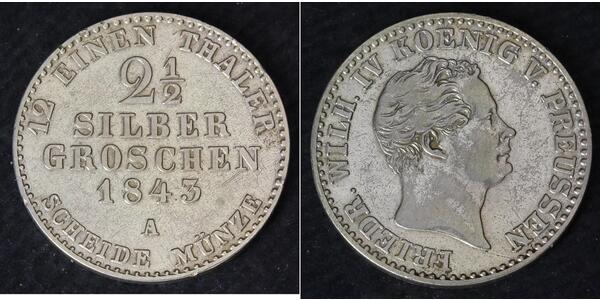 12 EINEN THALER
2 1/2
SILBER
GROSCHEN
1843
A
SCHEIDE MÜNZE
FRIEDR. WILH. IV KOENIG V. PREUSSEN